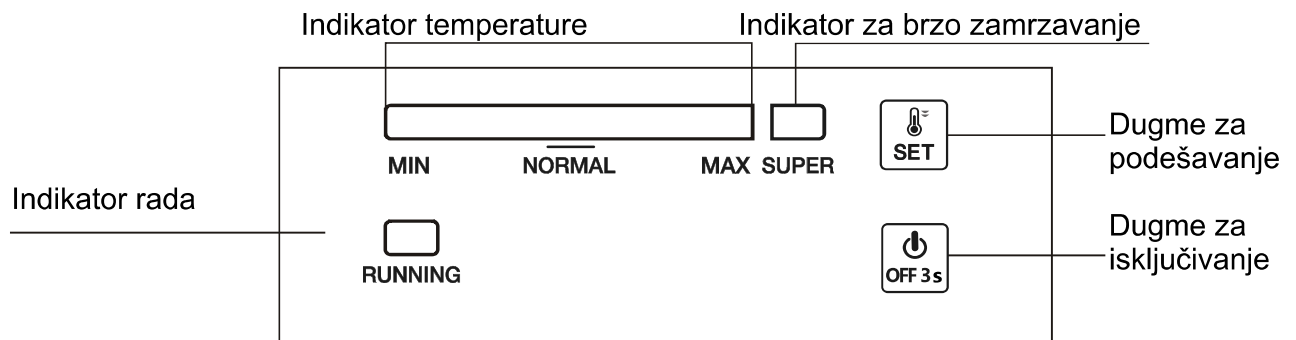 Indikator temperature
Indikator za brzo zamrzavanje
MIN
NORMAL
MAX
SUPER
SET
Dugme za
podešavanje
Indikator rada
RUNNING
OFF 3s
Dugme za
isključivanje